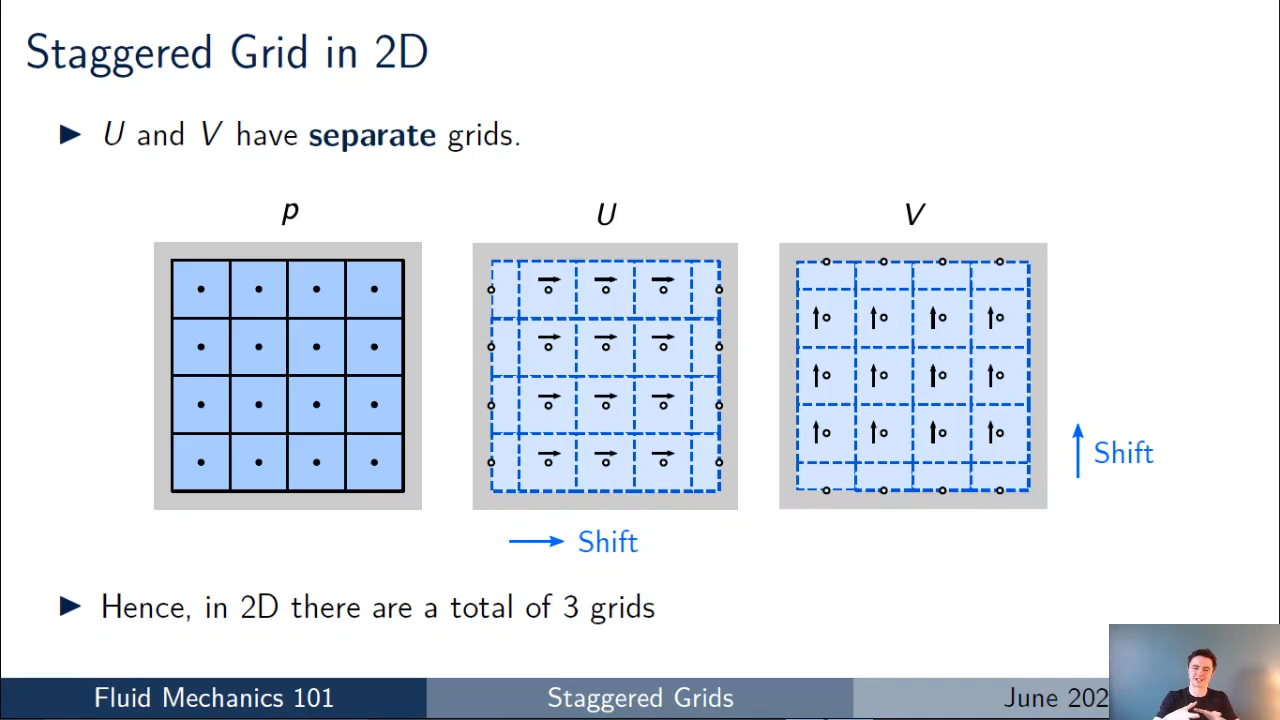 Staggered Grid in 2D
▶ U and V have separate grids.
p
U
V
Shift
Shift
▶ Hence, in 2D there are a total of 3 grids
Fluid Mechanics 101
Staggered Grids
June 202